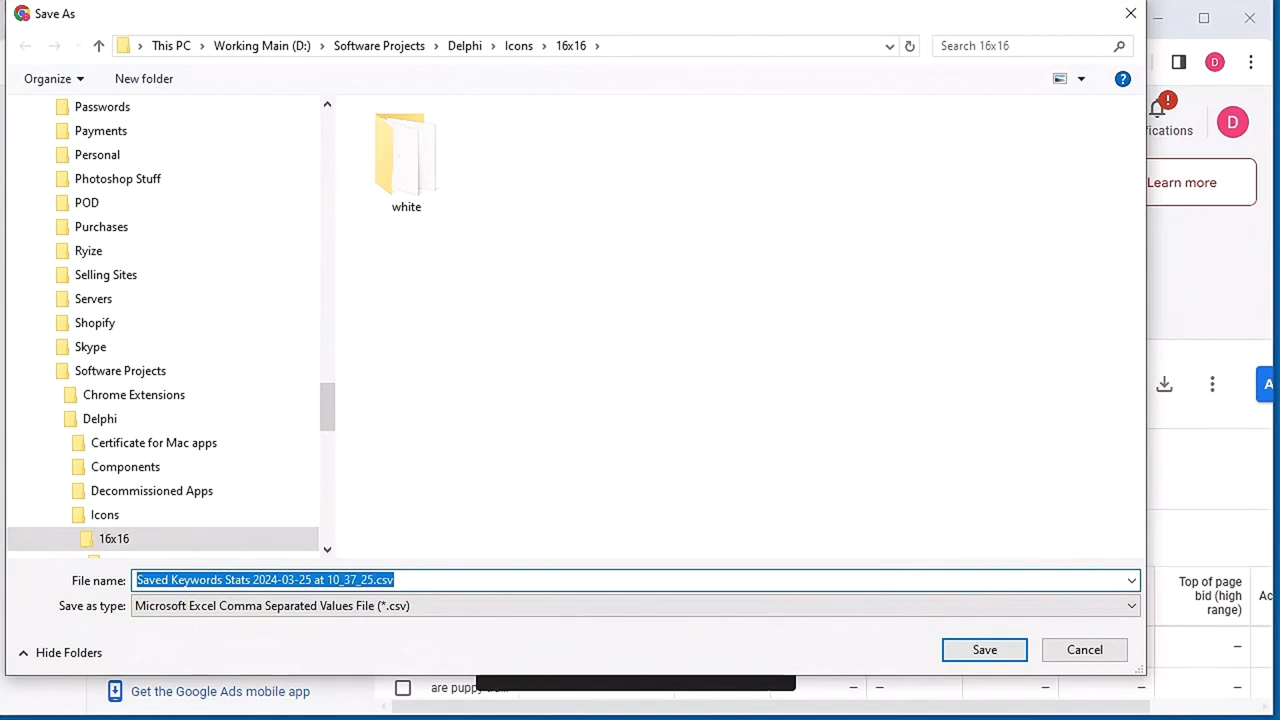 Save As
This PC > Working Main (D:) > Software Projects > Delphi > Icons > 16x16 >
Search 16x16
Organize
New folder
?
D
Passwords
Payments
Personal
Photoshop Stuff
POD
Purchases
Ryize
Selling Sites
Servers
Shopify
Skype
Software Projects
Chrome Extensions
Delphi
Certificate for Mac apps
Components
Decommissioned Apps
Icons
16x16
white
!
ications
D
Learn more
A
File name:
Saved Keywords Stats 2024-03-25 at 10_37_25.csv
Save as type:
Microsoft Excel Comma Separated Values File (*.csv)
Hide Folders
Save
Cancel
Top of page
bid (high
range)
Ac
–
Get the Google Ads mobile app
are puppy
– – – – – –